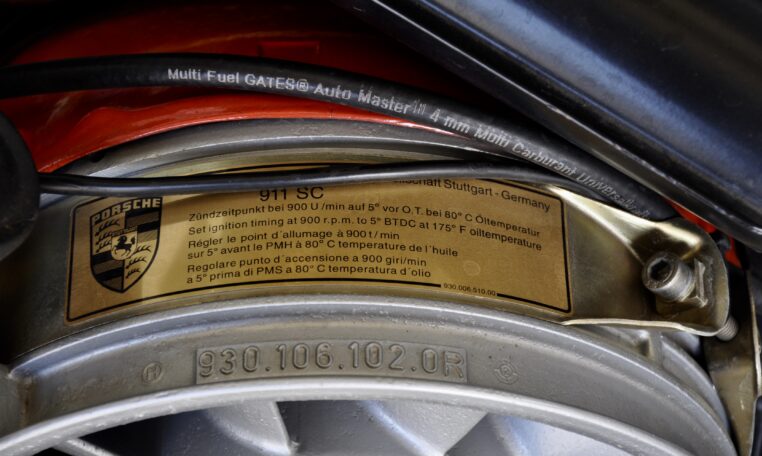 Multi Fuel GATES® Auto Master™ 4 mm Multi Carburant Universal
PORSCHE
911 SC
Stuttgart - Germany
Zündzeitpunkt bei 900 U/min auf 5° vor O.T. bei 80° C Öltemperatur
Set ignition timing at 900 r.p.m. to 5° BTDC at 175° F oiltemperature
Régler le point d'allumage à 900 t/min
sur 5° avant le PMH à 80° C temperature de l'huile
Regolare punto d'accensione a 900 giri/min
a 5° prima di PMS a 80° C temperatura d'olio
930.006.510.00
930.106.102.0R